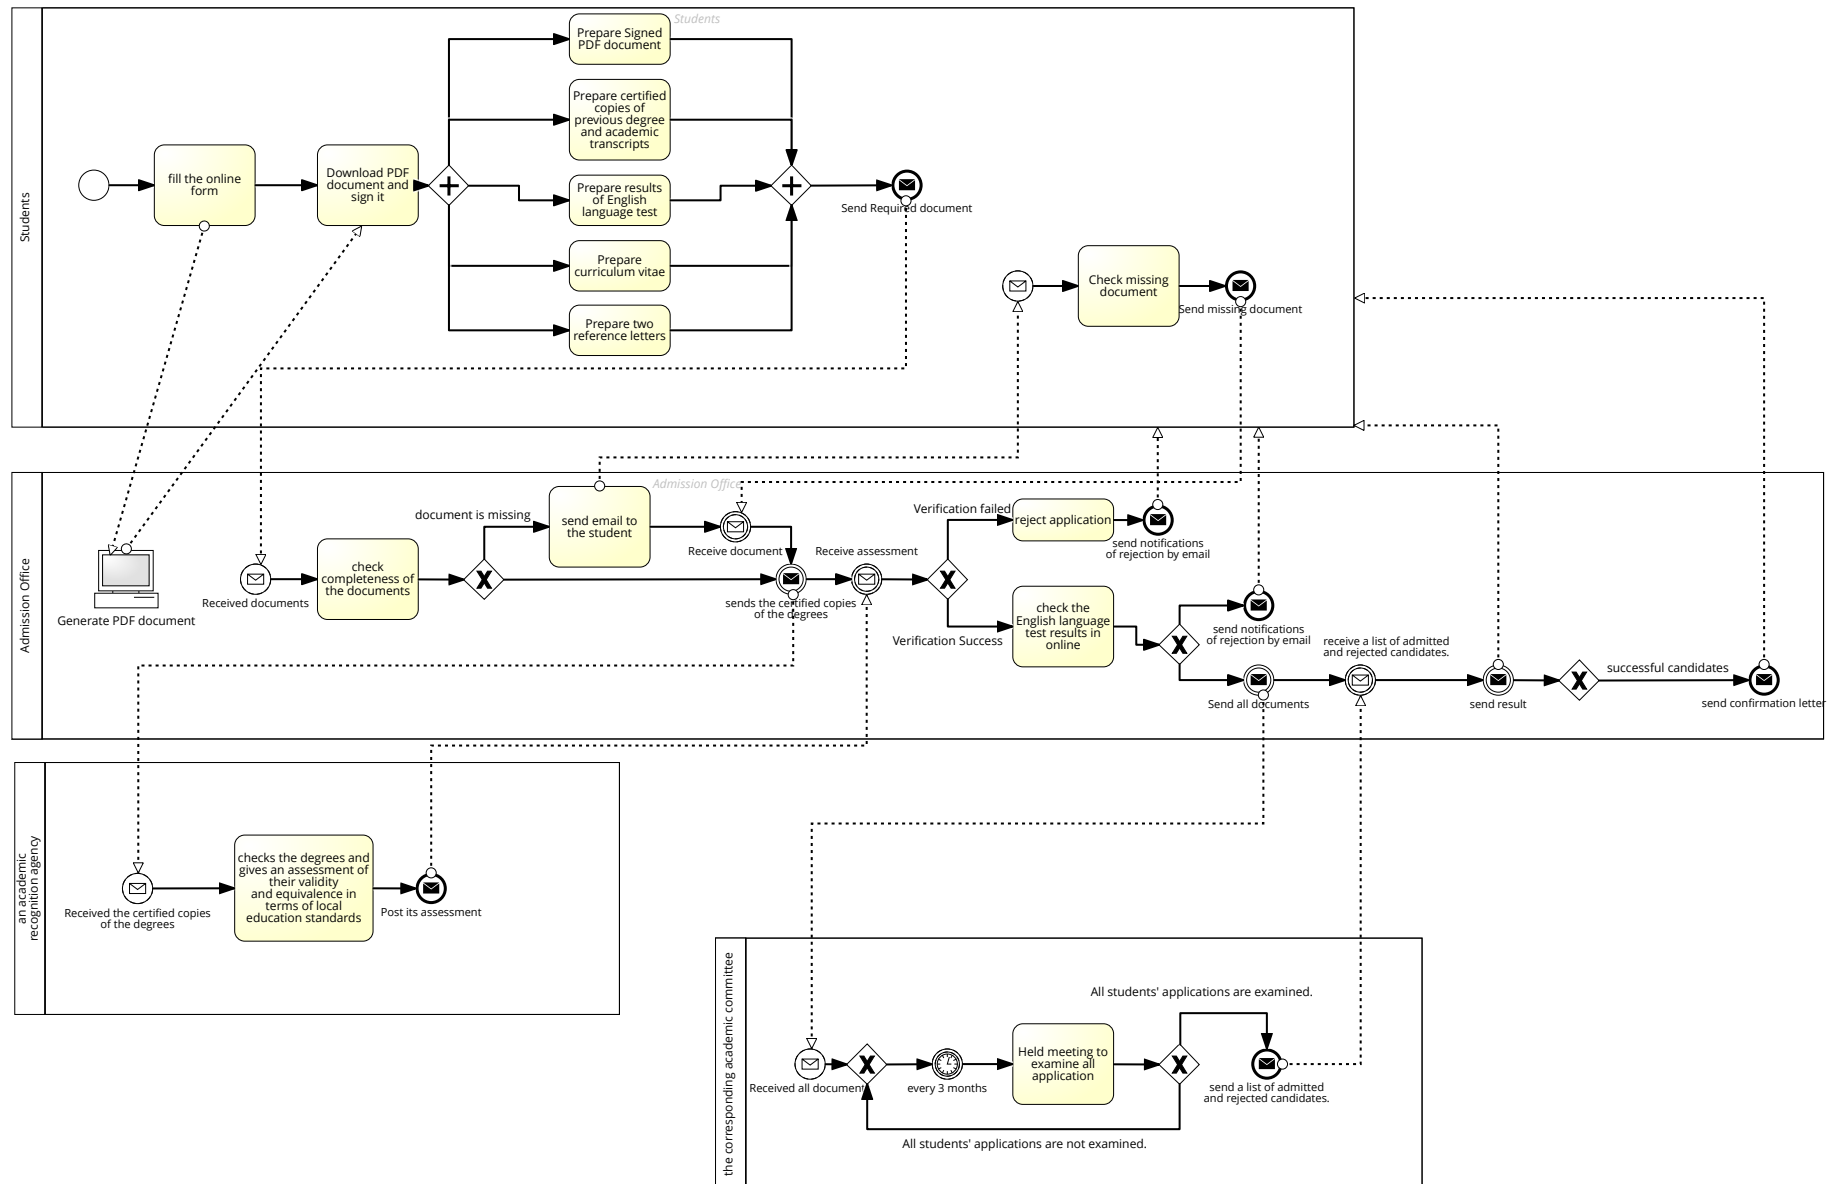 Students
Students
Prepare Signed
PDF document
Prepare certified
copies of
previous degree
and academic
transcripts
fill the online
form
Download PDF
document and
sign it
Prepare results
of English
language test
Send Required document
Prepare
curriculum vitae
Prepare two
reference letters
Check missing
document
Send missing document
Admission Office
Admission Office
document is missing
send email to
the student
Receive document
Generate PDF document
Received documents
check
completeness of
the documents
sends the certified copies
of the degrees
Receive assessment
Verification failed
reject application
send notifications
of rejection by email
Verification Success
check the
English language
test results in
online
send notifications
of rejection by email
Send all documents
receive a list of admitted
and rejected candidates.
send result
successful candidates
send confirmation letter
an academic
recognition agency
Received the certified copies
of the degrees
checks the degrees and
gives an assessment of
their validity
and equivalence in
terms of local
education standards
Post its assessment
the corresponding academic committee
Received all document
every 3 months
Held meeting to
examine all
application
All students' applications are examined.
send a list of admitted
and rejected candidates.
All students' applications are not examined.